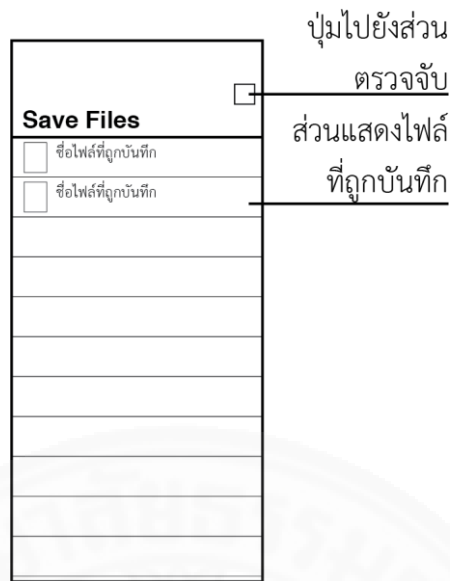 ปุ่มไปยังส่วน
ตรวจจับ
Save Files
ส่วนแสดงไฟล์
ที่ถูกบันทึก
ชื่อไฟล์ที่ถูกบันทึก
ชื่อไฟล์ที่ถูกบันทึก